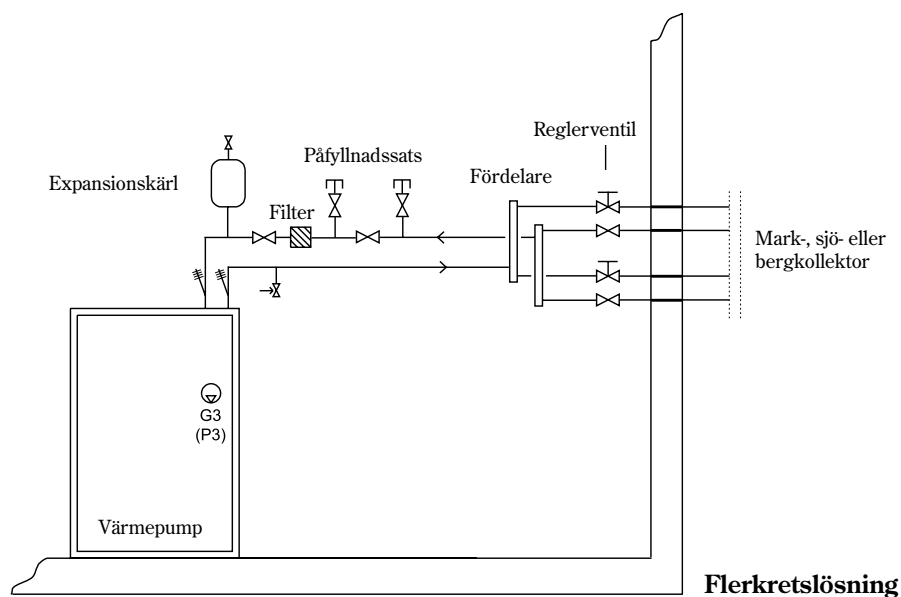 Reglerventil
Påfyllnadssats
Fördelare
Expansionskärl
Filter
Mark-, sjö- eller
bergkollektor
G3
(P3)
Värmepump
Flerkretslösning